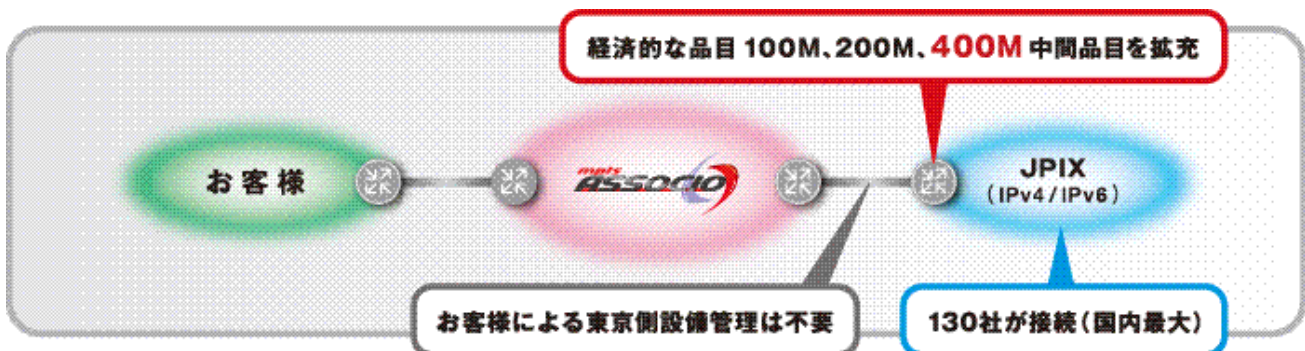 経済的な品目 100M、200M、400M 中間品目を拡充
お客様
mpts
ASSOCIO
JPIX
(IPv4/IPv6)
お客様による東京側設備管理は不要
130社が接続(国内最大)